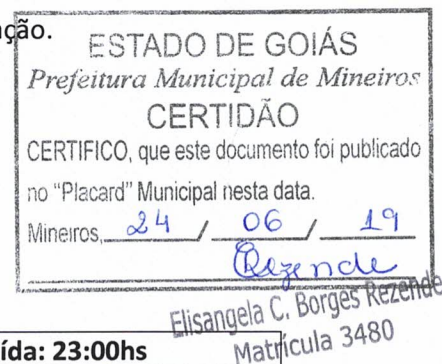 ção.
ESTADO DE GOIÁS
Prefeitura Municipal de Mineiros
CERTIDÃO
CERTIFICO, que este documento foi publicado
no “Placard” Municipal nesta data.
Mineiros, 24 / 06 / 19
Rezende
Elisangela C. Borges Rezende
Matrícula 3480
ída: 23:00hs